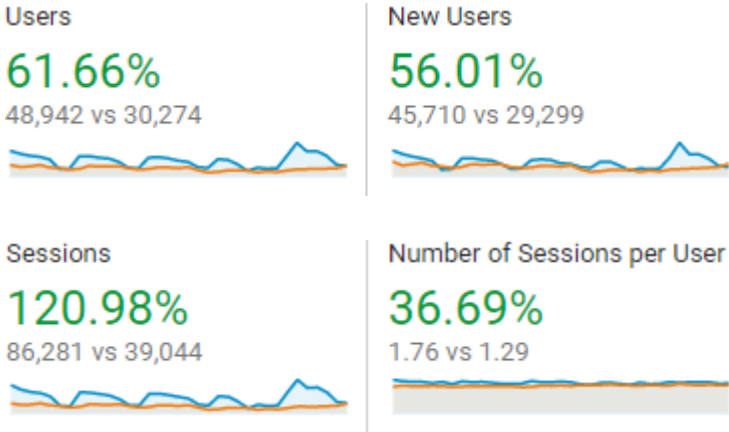 Users
61.66%
48,942 vs 30,274
New Users
56.01%
45,710 vs 29,299
Sessions
120.98%
86,281 vs 39,044
Number of Sessions per User
36.69%
1.76 vs 1.29